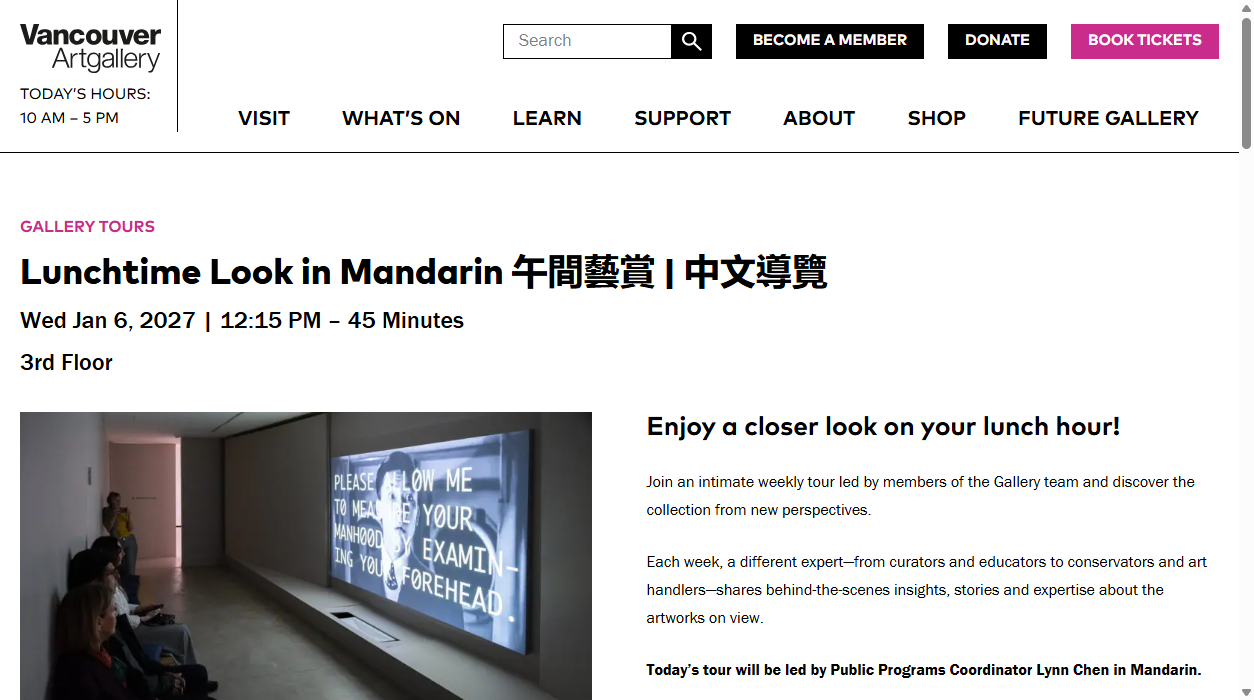 Vancouver
Artgallery
TODAY'S HOURS:
10 AM – 5 PM
Search
BECOME A MEMBER
DONATE
BOOK TICKETS
VISIT
WHAT'S ON
LEARN
SUPPORT
ABOUT
SHOP
FUTURE GALLERY
GALLERY TOURS
Lunchtime Look in Mandarin 午間藝賞 | 中文導覽
Wed Jan 6, 2027 | 12:15 PM – 45 Minutes
3rd Floor
PLEASE ALLOW ME
TO MEASURE YOUR
MANHOOD BY EXAMIN-
ING YOUR FOREHEAD.
Enjoy a closer look on your lunch hour!
Join an intimate weekly tour led by members of the Gallery team and discover the
collection from new perspectives.
Each week, a different expert—from curators and educators to conservators and art
handlers—shares behind-the-scenes insights, stories and expertise about the
artworks on view.
Today's tour will be led by Public Programs Coordinator Lynn Chen in Mandarin.